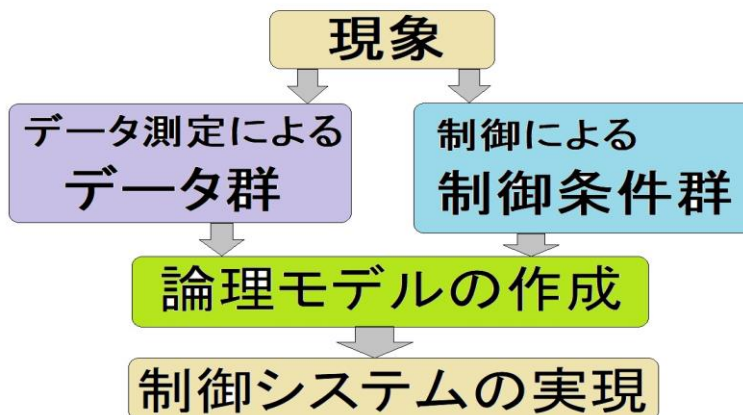 現象
データ測定による
データ群
制御による
制御条件群
論理モデルの作成
制御システムの実現